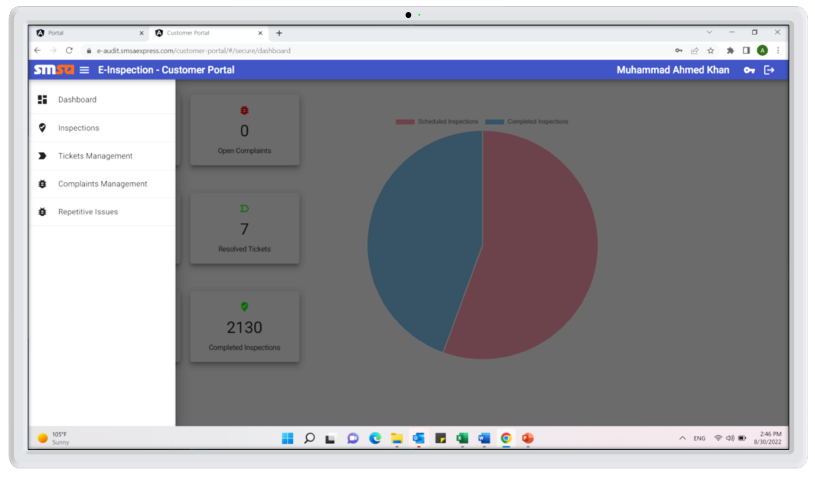 Portal
Customer Portal
e-audit.smsaexpress.com/customer-portal/#/secure/dashboard
smsa E-Inspection - Customer Portal
Muhammad Ahmed Khan
Dashboard
Inspections
Tickets Management
Complaints Management
Repetitive Issues
0
Open Complaints
7
Resolved Tickets
2130
Completed Inspections
Scheduled Inspections Completed Inspections
105°F
Sunny
ENG
2:46 PM
8/30/2022